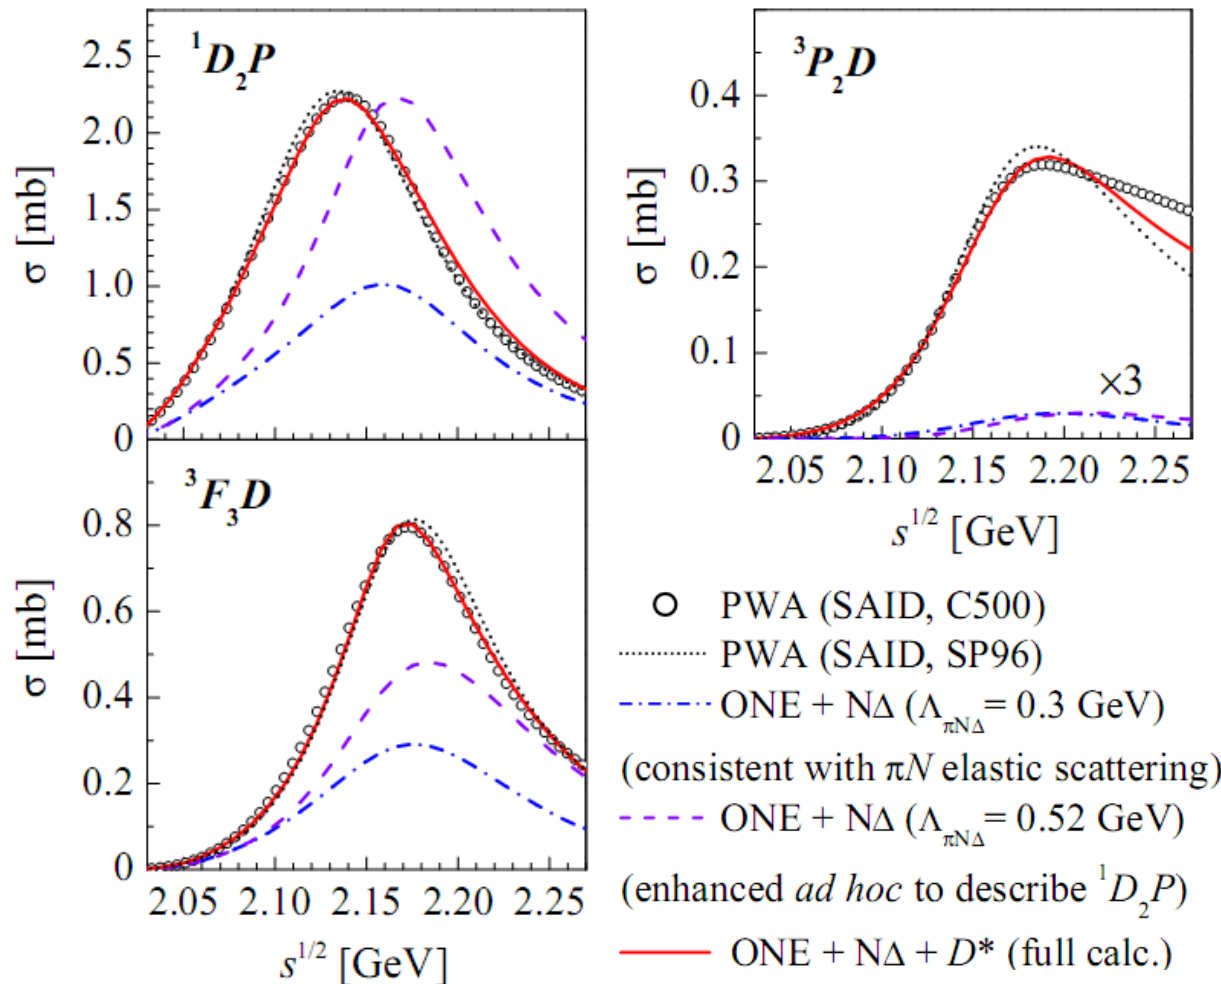 ¹D₂P
2.5
2.0
1.5
1.0
0.5
0
σ [mb]
³P₂D
0.4
0.3
0.2
0.1
0
σ [mb]
×3
2.05 2.10 2.15 2.20 2.25
s^{1/2} [GeV]
³F₃D
0.8
0.6
0.4
0.2
0
σ [mb]
2.05 2.10 2.15 2.20 2.25
s^{1/2} [GeV]
PWA (SAID, C500)
PWA (SAID, SP96)
ONE + NΔ (Λ_{πNΔ}= 0.3 GeV)
(consistent with πN elastic scattering)
ONE + NΔ (Λ_{πNΔ}= 0.52 GeV)
(enhanced ad hoc to describe ¹D₂P)
ONE + NΔ + D* (full calc.)